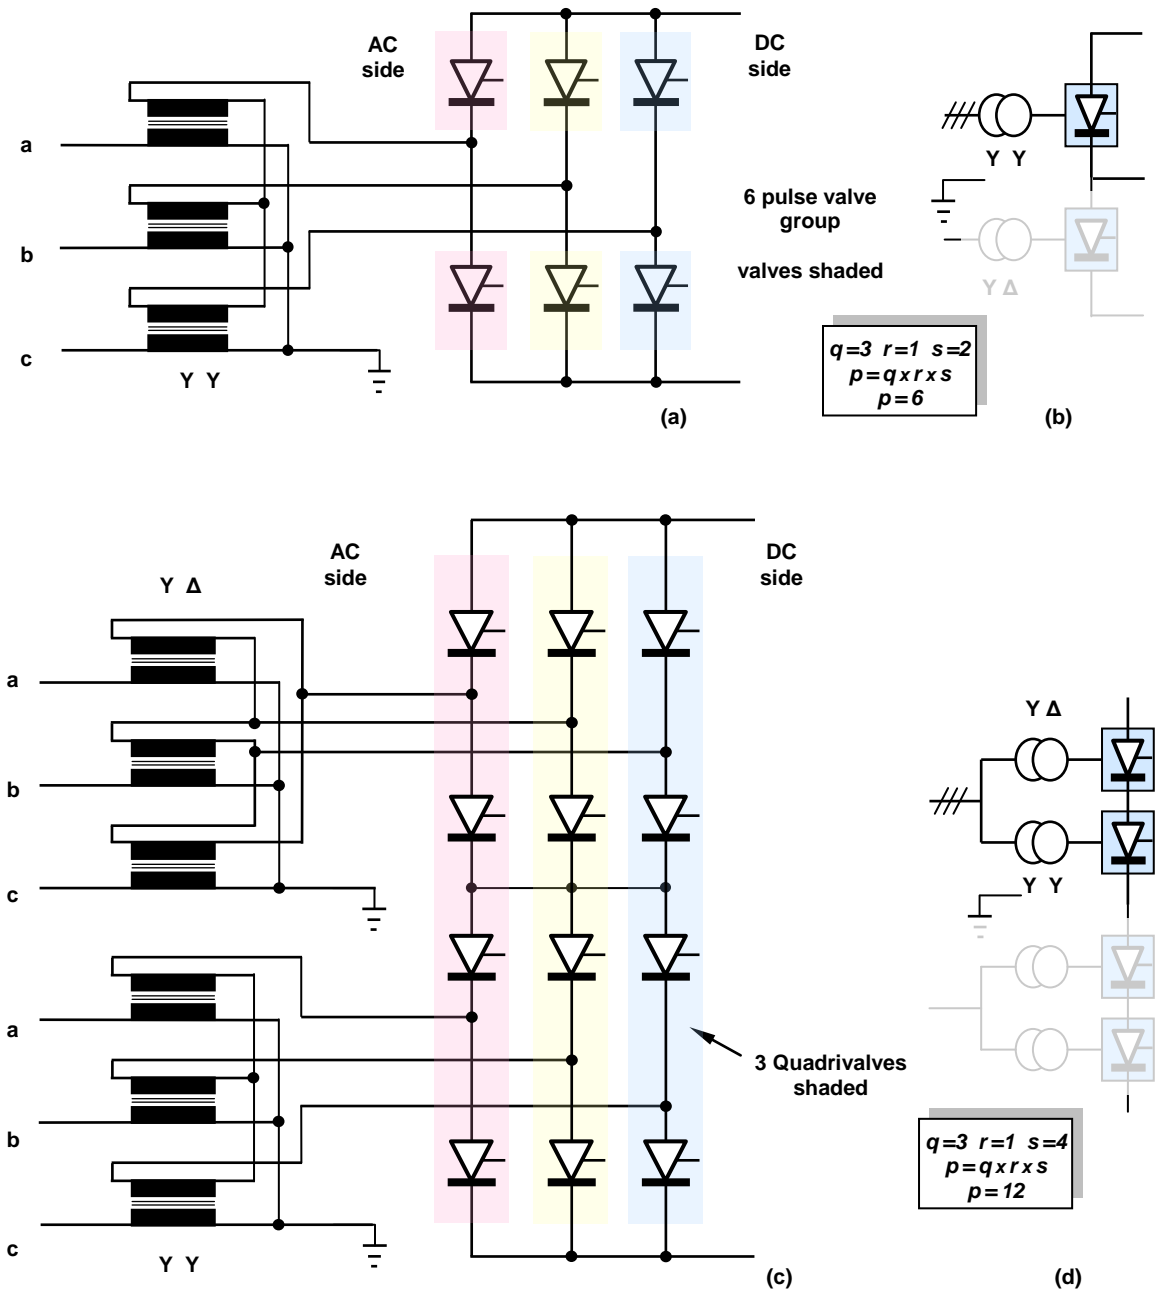 AC
side
DC
side
a
b
c
Y Y
6 pulse valve
group
valves shaded
(a)
Y Y
Y Δ
q=3 r=1 s=2
p=q x r x s
p=6
(b)
AC
side
DC
side
Y Δ
a
b
c
a
b
c
Y Y
3 Quadrivalves
shaded
(c)
Y Δ
Y Y
q=3 r=1 s=4
p=q x r x s
p=12
(d)